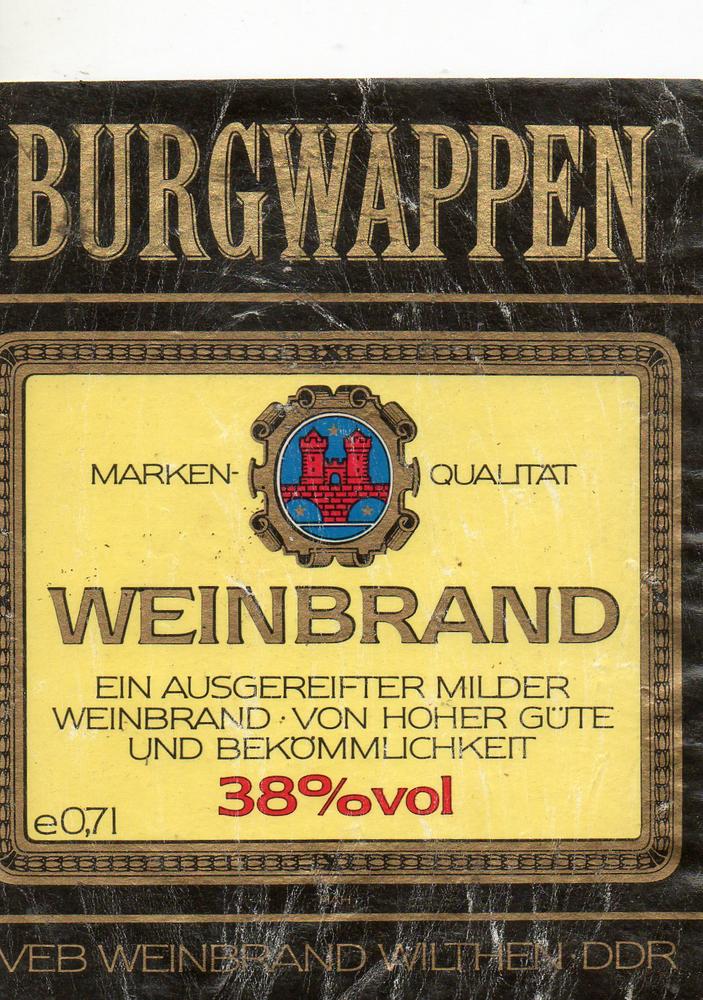 BURGWAPPEN
MARKEN- QUALITÄT
WEINBRAND
EIN AUSGEREIFTER MILDER
WEINBRAND · VON HOHER GÜTE
UND BEKÖMMLICHKEIT
38%vol
e0,7l
VEB WEINBRAND WILTHEN · DDR